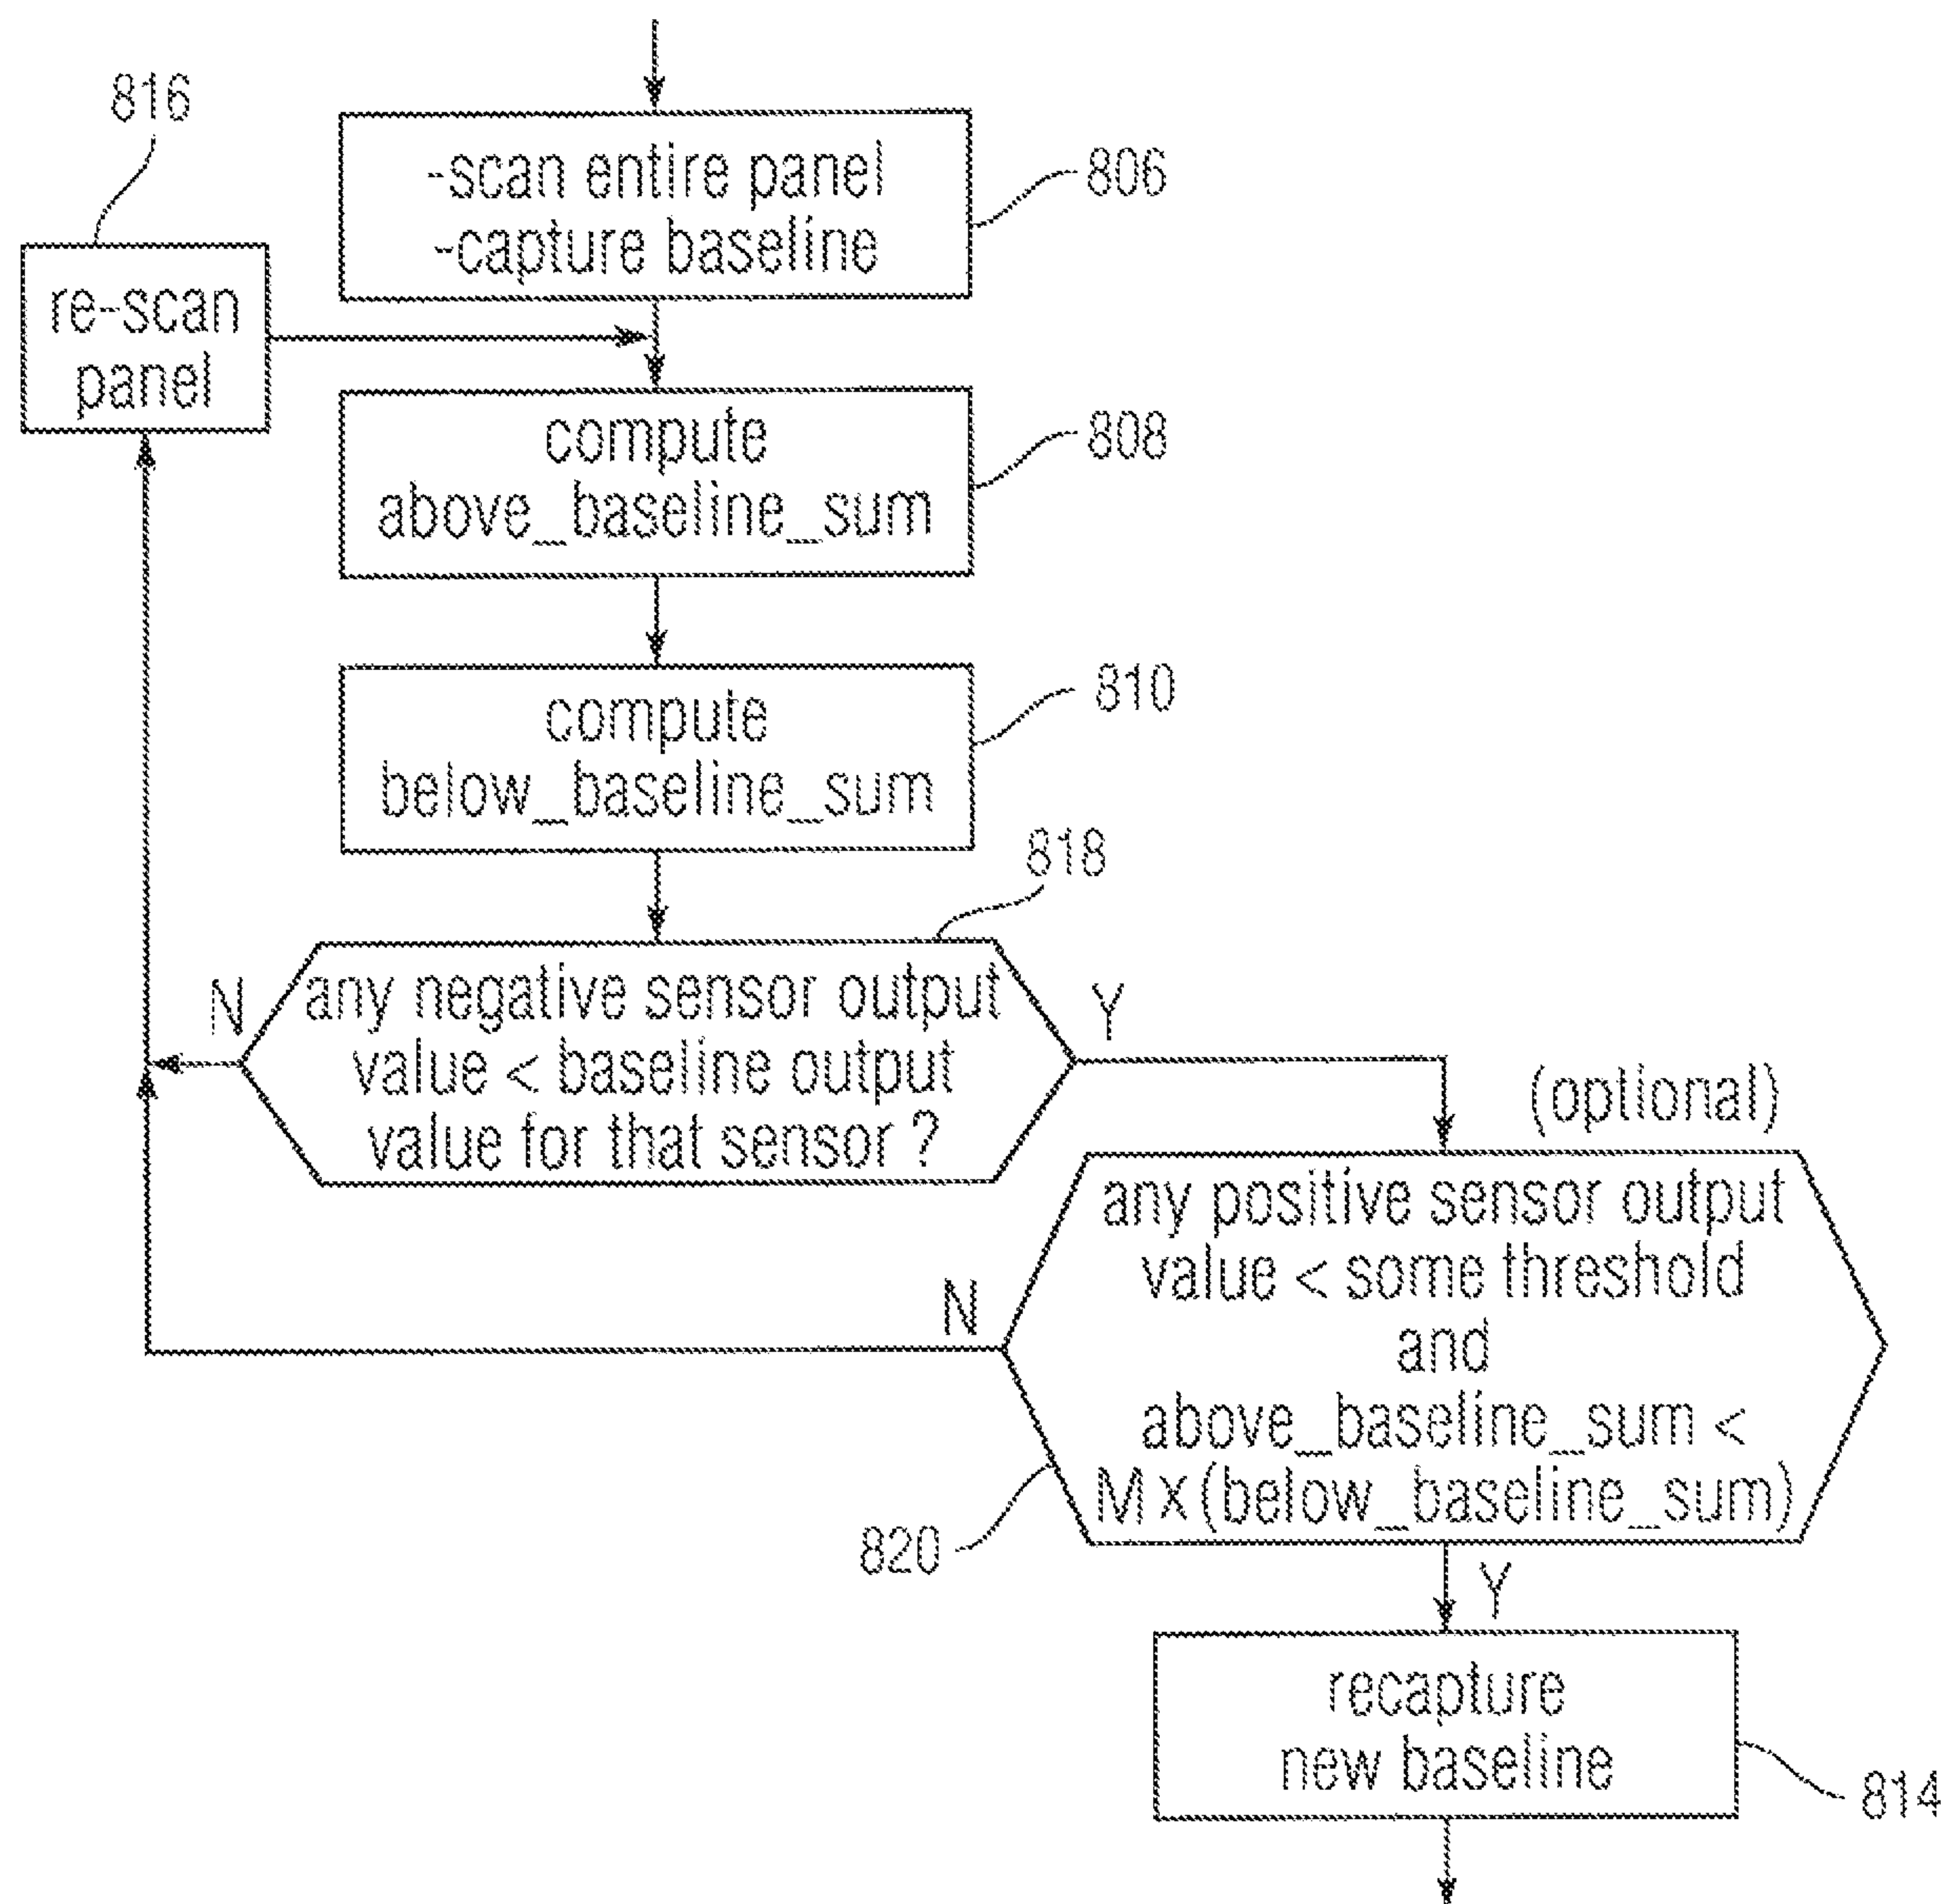 816
-scan entire panel
-capture baseline
806
re-scan
panel
compute
above_baseline_sum
808
compute
below_baseline_sum
810
818
N
any negative sensor output
value < baseline output
value for that sensor ?
Y
(optional)
any positive sensor output
value < some threshold
and
above_baseline_sum <
M x (below_baseline_sum)
N
820
Y
recapture
new baseline
814